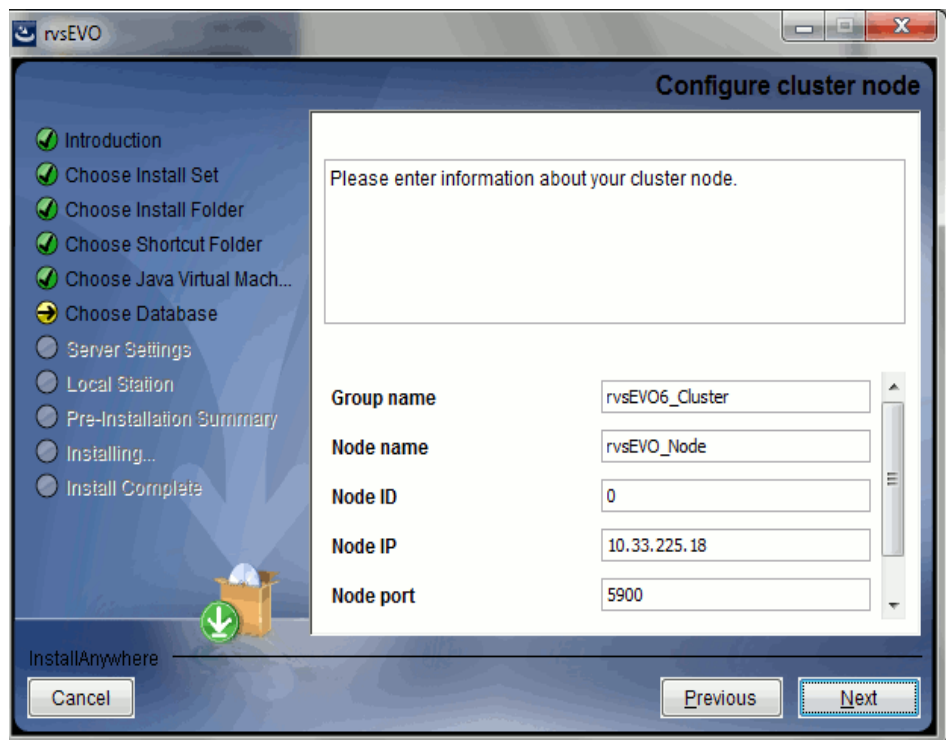 rvsEVO
Configure cluster node
Introduction
Choose Install Set
Choose Install Folder
Choose Shortcut Folder
Choose Java Virtual Mach...
Choose Database
Server Settings
Local Station
Pre-Installation Summary
Installing...
Install Complete
Please enter information about your cluster node.
Group name rvsEVO6_Cluster
Node name rvsEVO_Node
Node ID 0
Node IP 10.33.225.18
Node port 5900
InstallAnywhere
Cancel Previous Next